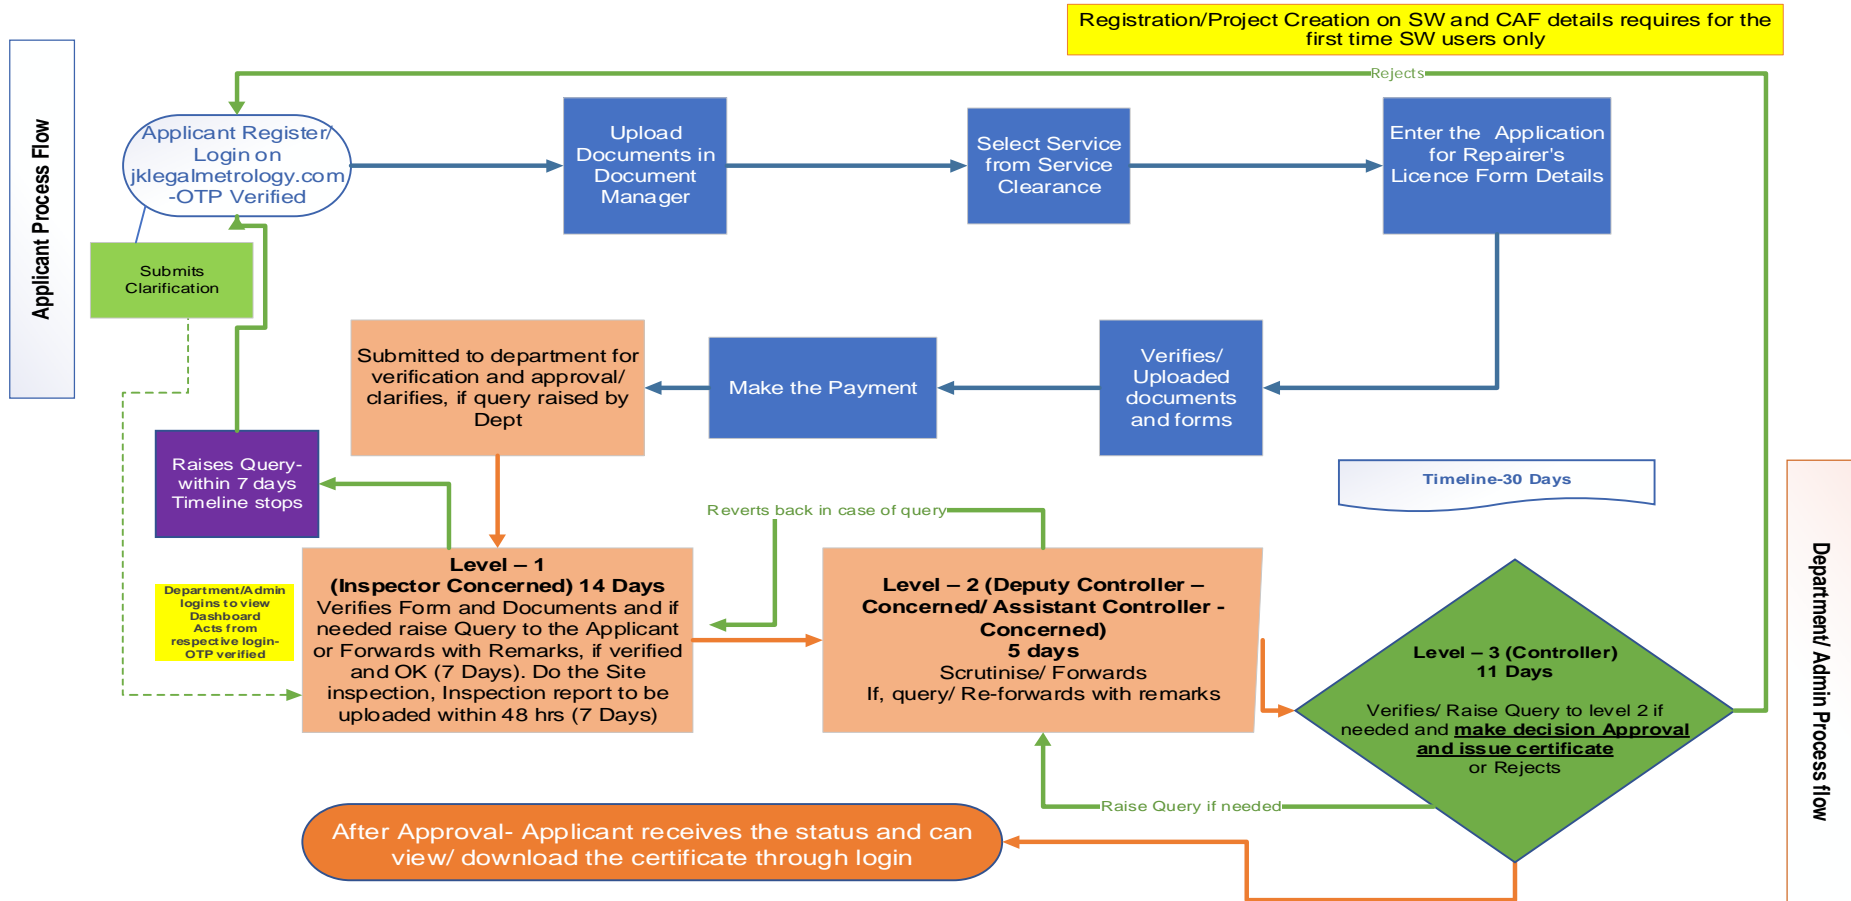 Registration/Project Creation on SW and CAF details requires for the
first time SW users only
Applicant Process Flow
Rejects
Applicant Register/
Login on
jklegalmetrology.com
-OTP Verified
Upload
Documents in
Document
Manager
Select Service
from Service
Clearance
Enter the Application
for Repairer's
Licence Form Details
Submits
Clarification
Submitted to department for
verification and approval/
clarifies, if query raised by
Dept
Make the Payment
Verifies/
Uploaded
documents
and forms
Raises Query-
within 7 days
Timeline stops
Timeline-30 Days
Reverts back in case of query
Department/ Admin Process flow
Department/Admin
logins to view
Dashboard
Acts from
respective login-
OTP verified
Level – 1
(Inspector Concerned) 14 Days
Verifies Form and Documents and if
needed raise Query to the Applicant
or Forwards with Remarks, if verified
and OK (7 Days). Do the Site
inspection, Inspection report to be
uploaded within 48 hrs (7 Days)
Level – 2 (Deputy Controller –
Concerned/ Assistant Controller -
Concerned)
5 days
Scrutinise/ Forwards
If, query/ Re-forwards with remarks
Level – 3 (Controller)
11 Days
Verifies/ Raise Query to level 2 if
needed and make decision Approval
and issue certificate
or Rejects
Raise Query if needed
After Approval- Applicant receives the status and can
view/ download the certificate through login